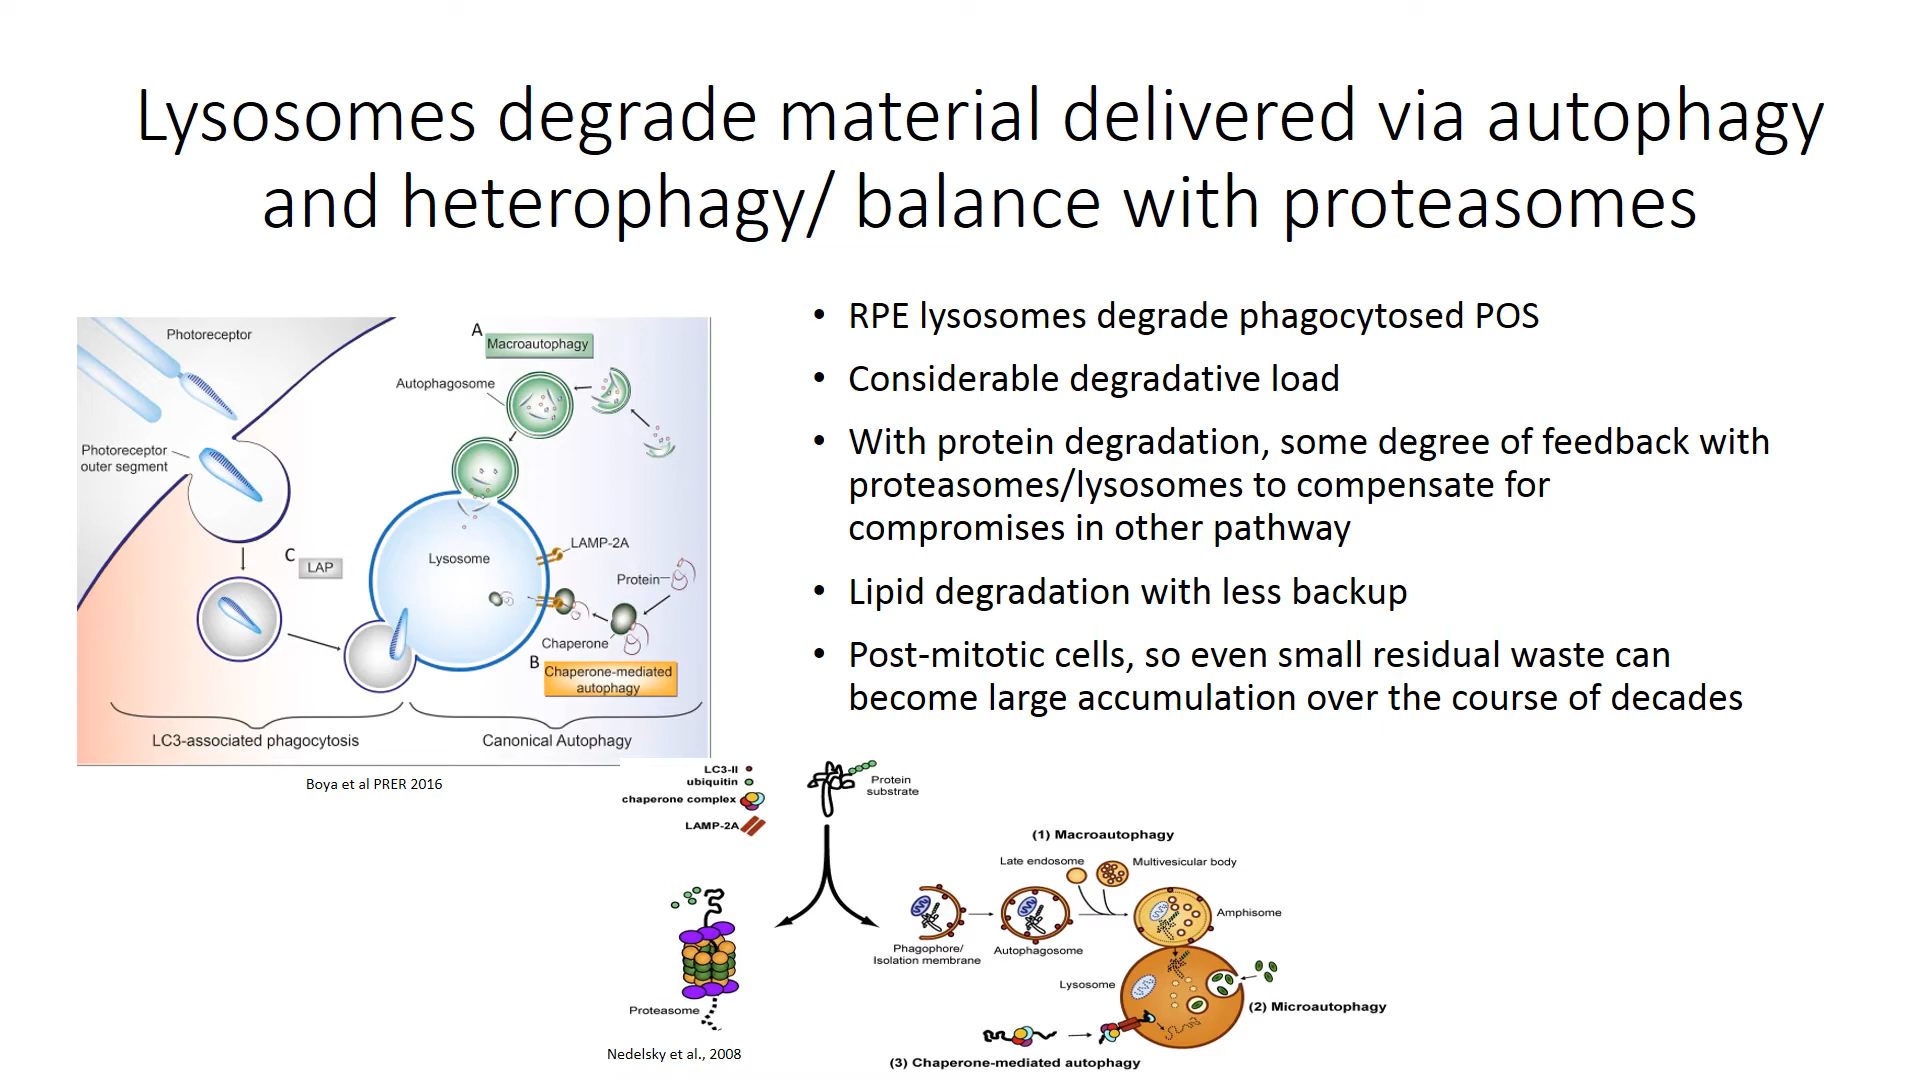 Lysosomes degrade material delivered via autophagy
and heterophagy/ balance with proteasomes
Photoreceptor
Photoreceptor
outer segment
A
Macroautophagy
Autophagosome
Lysosome
LAMP-2A
Protein
Chaperone
B
Chaperone-mediated
autophagy
C
LAP
LC3-associated phagocytosis
Canonical Autophagy
Boya et al PRER 2016
• RPE lysosomes degrade phagocytosed POS
• Considerable degradative load
• With protein degradation, some degree of feedback with
proteasomes/lysosomes to compensate for
compromises in other pathway
• Lipid degradation with less backup
• Post-mitotic cells, so even small residual waste can
become large accumulation over the course of decades
LC3-II
ubiquitin
chaperone complex
LAMP-2A
Protein
substrate
Proteasome
(1) Macroautophagy
Late endosome
Multivesicular body
Phagophore/
Isolation membrane
Autophagosome
Amphisome
Lysosome
(2) Microautophagy
(3) Chaperone-mediated autophagy
Nedelsky et al., 2008